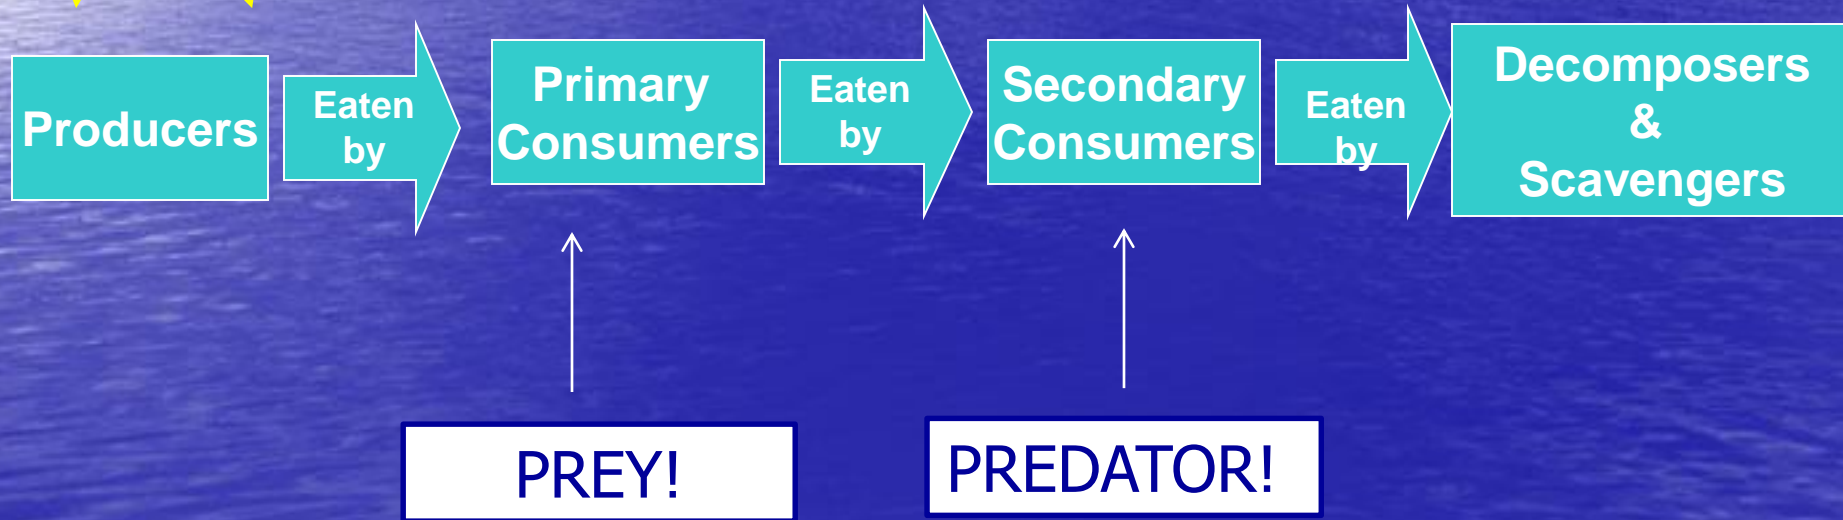 Producers
Eaten
by
Primary
Consumers
Eaten
by
Secondary
Consumers
Eaten
by
Decomposers
&
Scavengers
PREY!
PREDATOR!